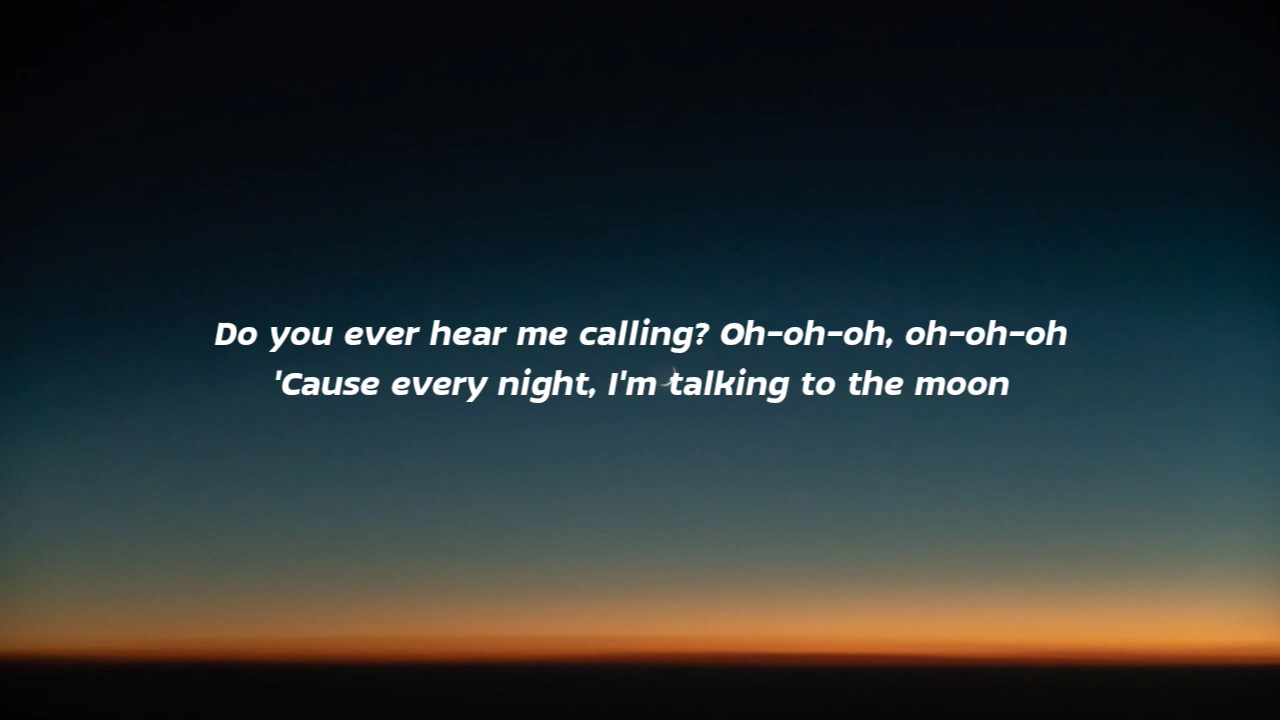 Do you ever hear me calling? Oh-oh-oh, oh-oh-oh
'Cause every night, I'm talking to the moon